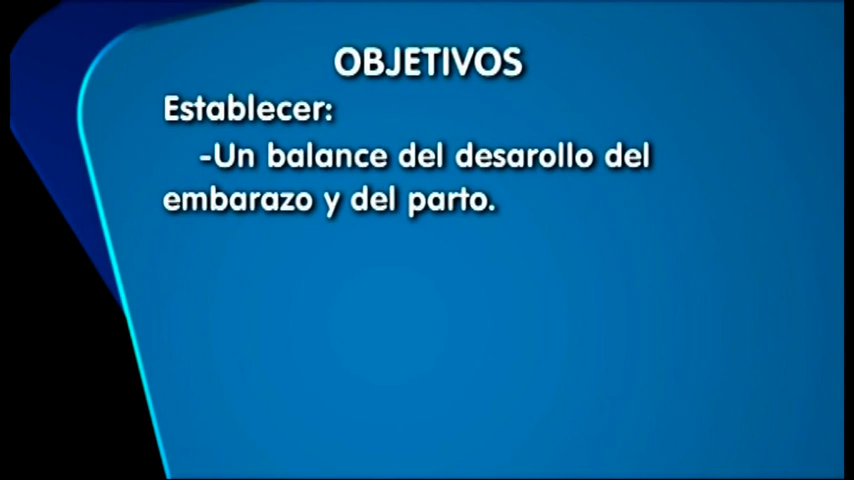 OBJETIVOS
Establecer:
-Un balance del desarollo del
embarazo y del parto.